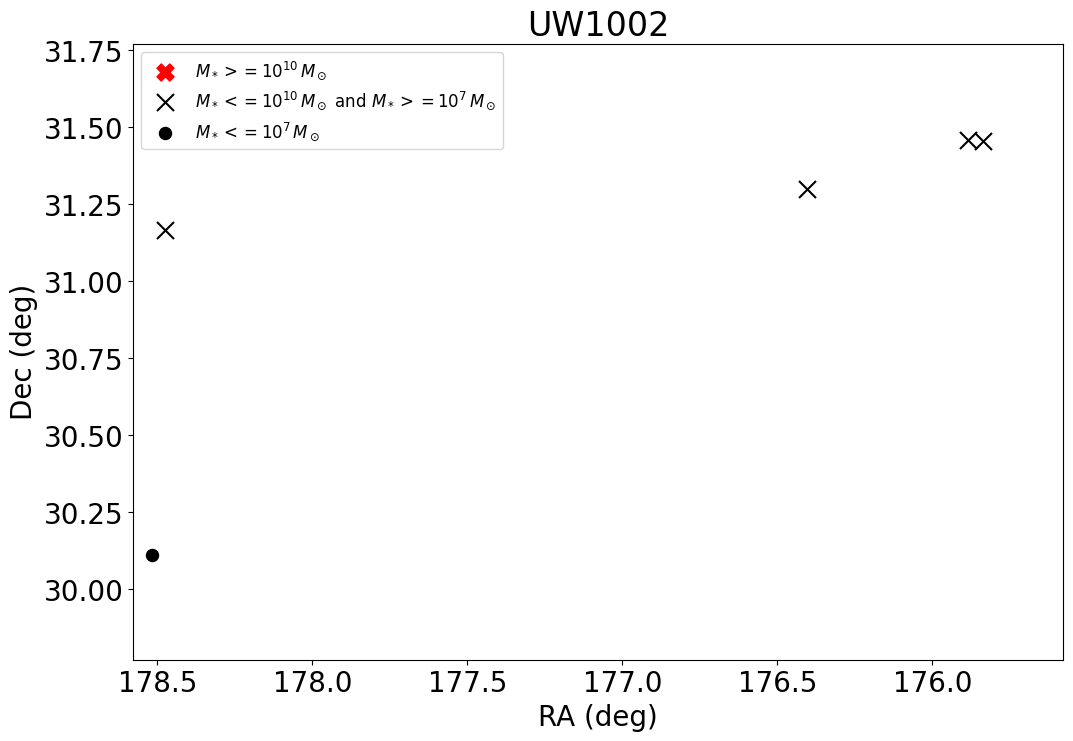 UW1002
M* >= 10^10 M⊙
M* <= 10^10 M⊙ and M* >= 10^7 M⊙
M* <= 10^7 M⊙
31.75
31.50
31.25
31.00
30.75
30.50
30.25
30.00
Dec (deg)
178.5 178.0 177.5 177.0 176.5 176.0
RA (deg)